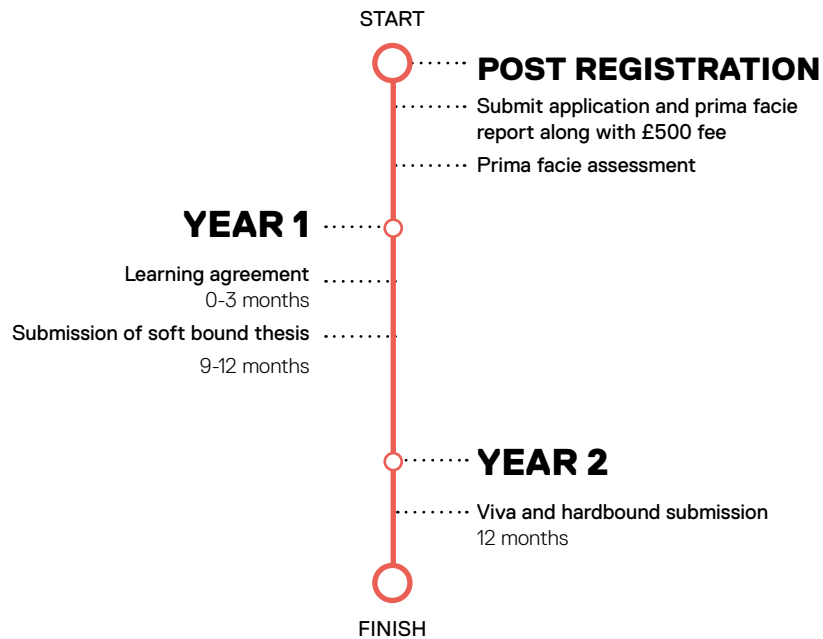 START
POST REGISTRATION
Submit application and prima facie
report along with £500 fee
Prima facie assessment
YEAR 1
Learning agreement
0-3 months
Submission of soft bound thesis
9-12 months
YEAR 2
Viva and hardbound submission
12 months
FINISH